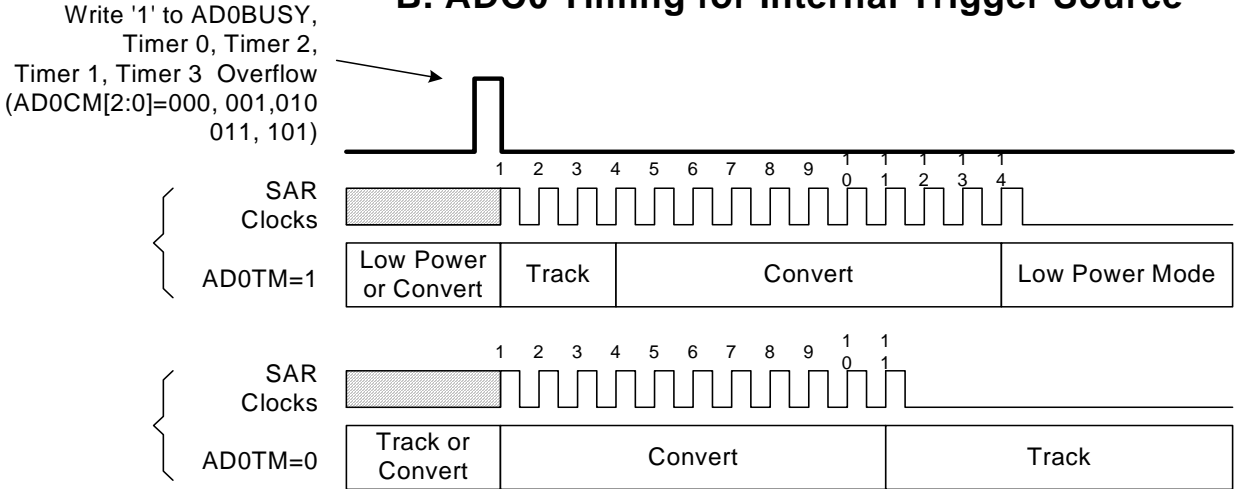 B. ADC0 Timing for Internal Trigger Source
Write '1' to AD0BUSY,
Timer 0, Timer 2,
Timer 1, Timer 3 Overflow
(AD0CM[2:0]=000, 001,010
011, 101)
1 2 3 4 5 6 7 8 9 10 11 12 13 14
SAR
Clocks
AD0TM=1
Low Power
or Convert
Track
Convert
Low Power Mode
1 2 3 4 5 6 7 8 9 10 11
SAR
Clocks
AD0TM=0
Track or
Convert
Convert
Track